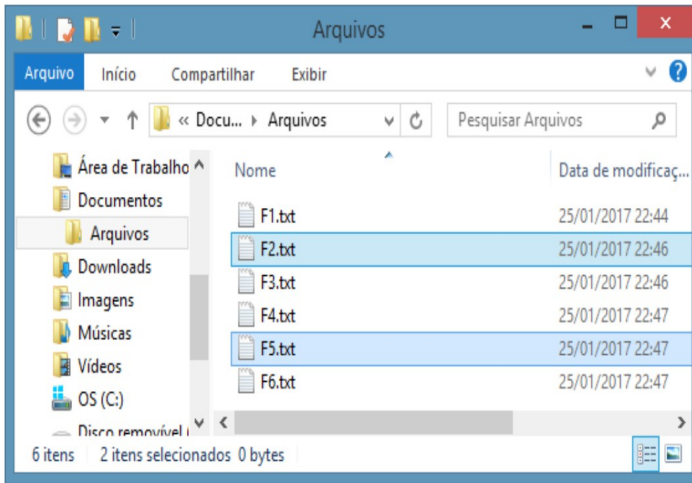 Arquivos
Arquivo Início Compartilhar Exibir
« Docu... Arquivos Pesquisar Arquivos
Área de Trabalho
Documentos
Arquivos
Downloads
Imagens
Músicas
Vídeos
OS (C:)
Disco removível (
Nome Data de modificaç...
F1.txt 25/01/2017 22:44
F2.txt 25/01/2017 22:46
F3.txt 25/01/2017 22:46
F4.txt 25/01/2017 22:47
F5.txt 25/01/2017 22:47
F6.txt 25/01/2017 22:47
6 itens 2 itens selecionados 0 bytes